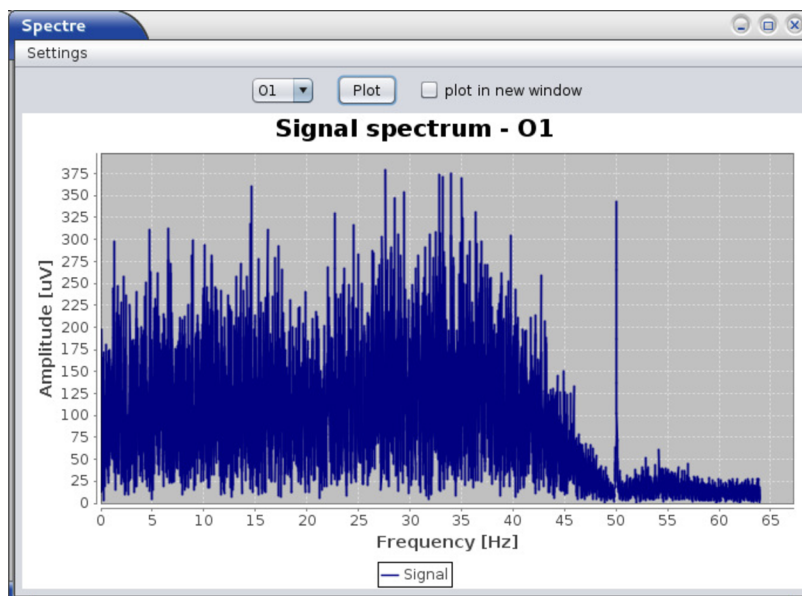 Spectre
Settings
O1 Plot plot in new window
Signal spectrum - O1
Amplitude [uV]
375
350
325
300
275
250
225
200
175
150
125
100
75
50
25
0
0 5 10 15 20 25 30 35 40 45 50 55 60 65
Frequency [Hz]
Signal